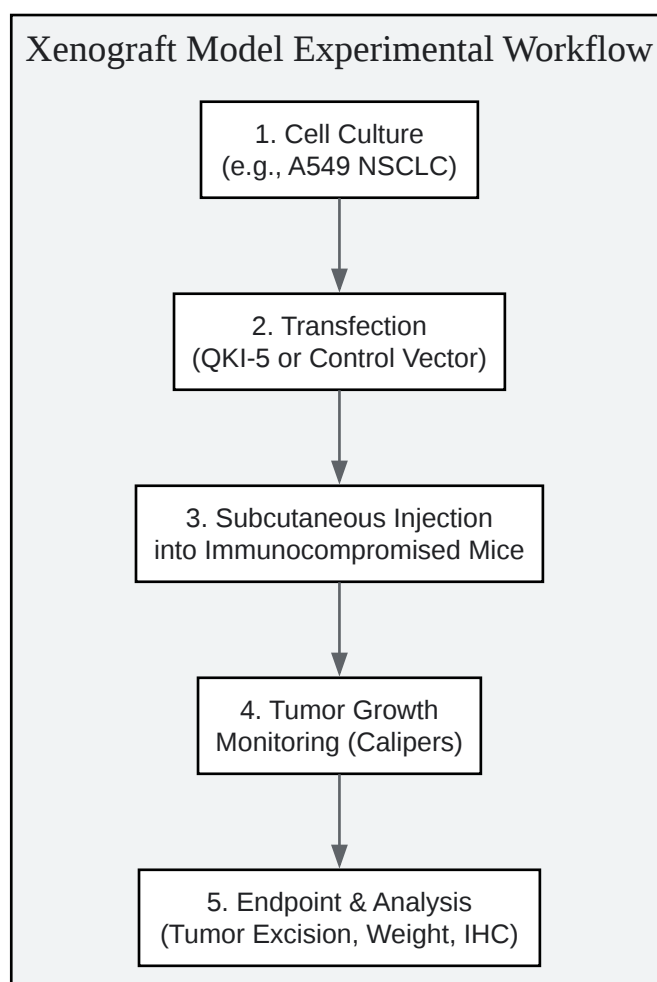 Xenograft Model Experimental Workflow
1. Cell Culture
(e.g., A549 NSCLC)
2. Transfection
(QKI-5 or Control Vector)
3. Subcutaneous Injection
into Immunocompromised Mice
4. Tumor Growth
Monitoring (Calipers)
5. Endpoint & Analysis
(Tumor Excision, Weight, IHC)